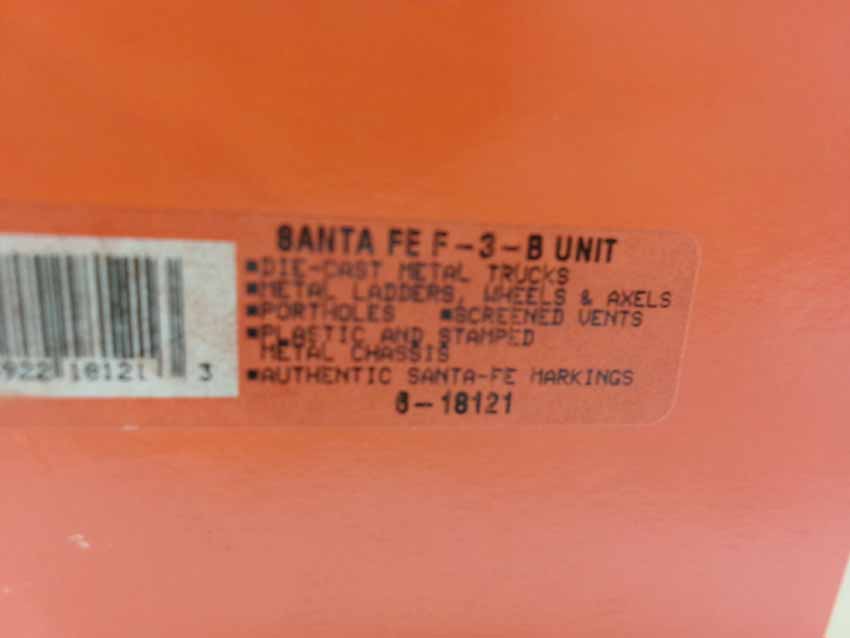 SANTA FE F-3-B UNIT
▪DIE-CAST METAL TRUCKS
▪METAL LADDERS, WHEELS & AXELS
▪PORTHOLES ▪SCREENED VENTS
▪PLASTIC AND STAMPED
METAL CHASSIS
▪AUTHENTIC SANTA-FE MARKINGS
6-18121
922 18121 3